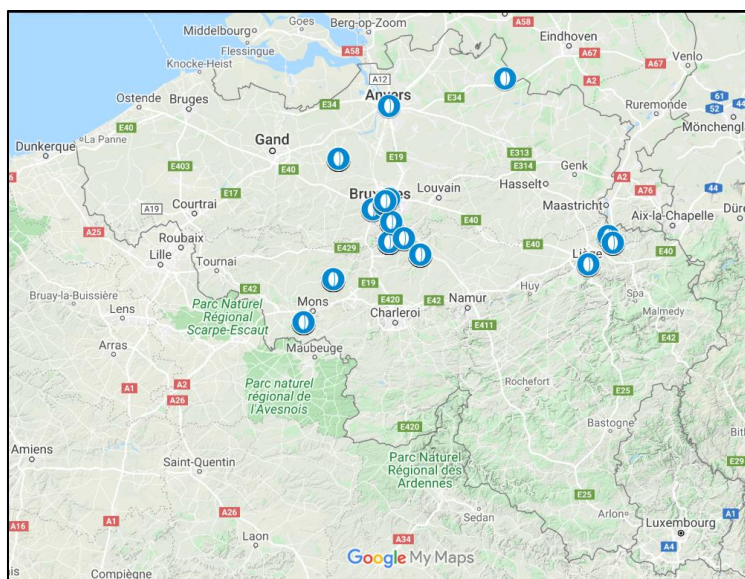 Goes
Berg-op-Zoom
A58
Middelbourg
Eindhoven
Flessingue
A58
A67
Venlo
Knocke-Heist
A12
A2
61
Anvers
52
44
Ostende
Bruges
E34
E34
Ruremonde
Mönchengl
La Panne
E40
Gand
E313
Dunkerque
E403
E19
E314
Genk
A2
E40
Bruxelles
Louvain
Hasselt
A76
44
E17
Maastricht
A19
Courtrai
Aix-la-Chapelle
Düre
A25
Roubaix
E40
Lille
E429
E40
Liège
E40
Tournai
E42
E19
Huy
Spa
Bruay-la-Buissière
Parc Naturel
Régional
Scarpe-Escaut
Mons
E420
E42
Namur
Lens
Charleroi
Malmedy
E411
E42
Arras
Maubeuge
A2
A1
Parc naturel
régional de
l'Avesnois
Rochefort
A26
E25
E420
Bastogne
Bitb
Amiens
Saint-Quentin
Parc Naturel
Régional des
Ardennes
E29
E25
A26
Sedan
Arlon
A16
A1
Luxembourg
A1
Laon
A34
A4
Google My Maps
is
Compiègne